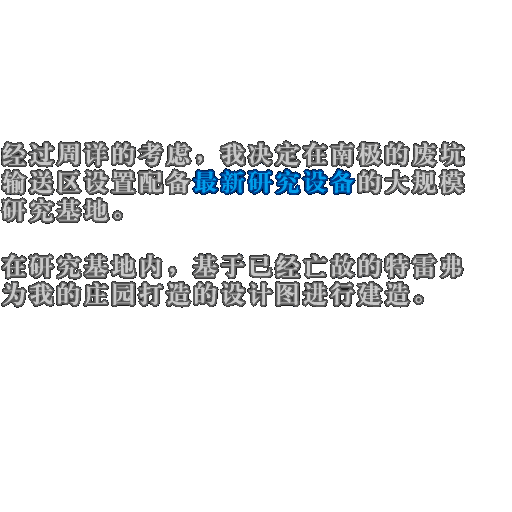 经过周详的考虑，我决定在南极的废坑
输送区设置配备最新研究设备的大规模
研究基地。
在研究基地内，基于已经亡故的特雷弗
为我的庄园打造的设计图进行建造。